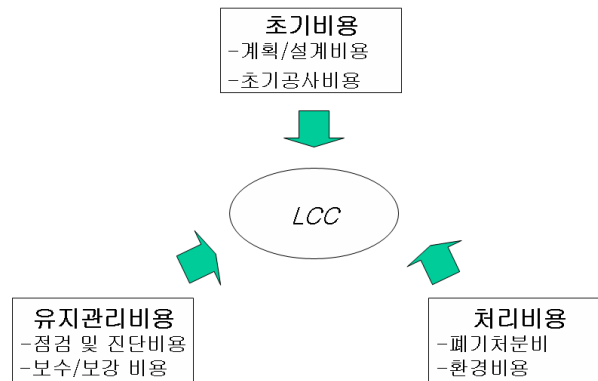 초기비용
-계획/설계비용
-초기공사비용
LCC
유지관리비용
-점검 및 진단비용
-보수/보강 비용
처리비용
-폐기처분비
-환경비용